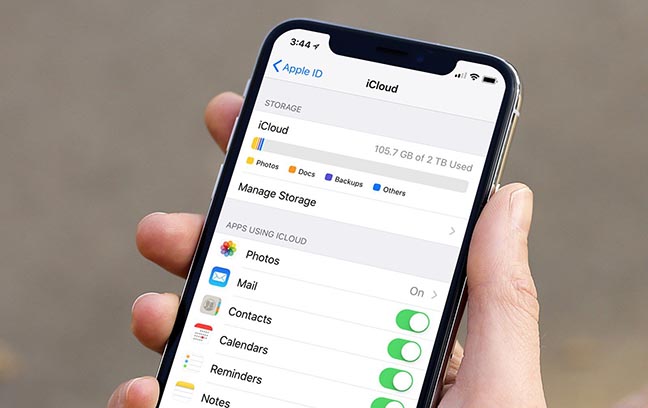 3:44
Apple ID
iCloud
STORAGE
iCloud
105.7 GB of 2 TB Used
Photos Docs Backups Others
Manage Storage
APPS USING ICLOUD
Photos
On
Mail
Contacts
Calendars
Reminders
Notes